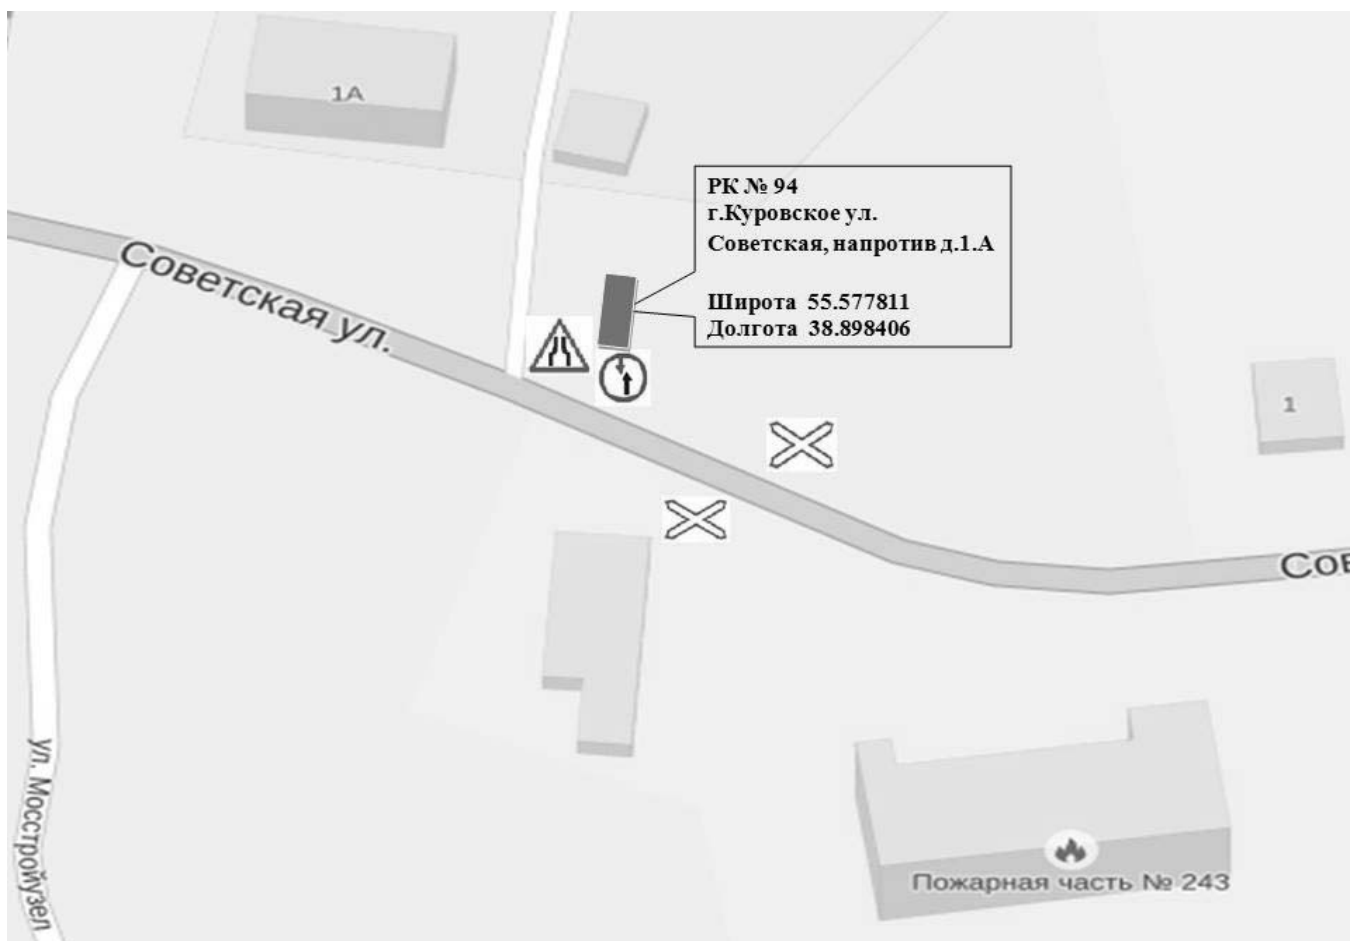 1А
РК № 94
г.Куровское ул.
Советская, напротив д.1.А
Широта 55.577811
Долгота 38.898406
Советская ул.
1
Сов
ул. Мосстройузел
Пожарная часть № 243